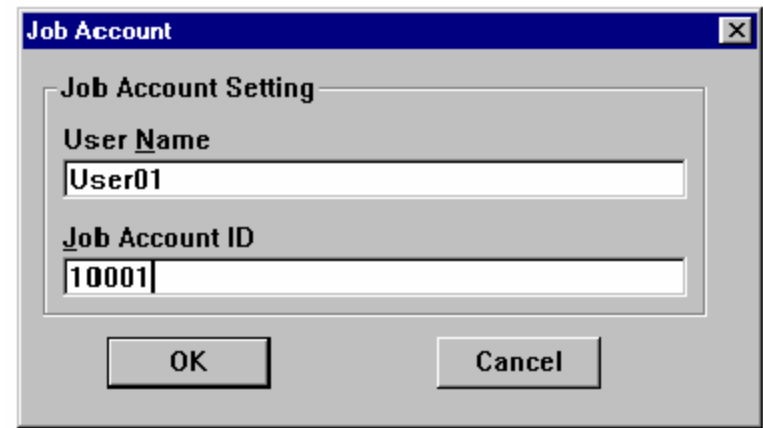 Job Account
Job Account Setting
User Name
User01
Job Account ID
10001
OK Cancel